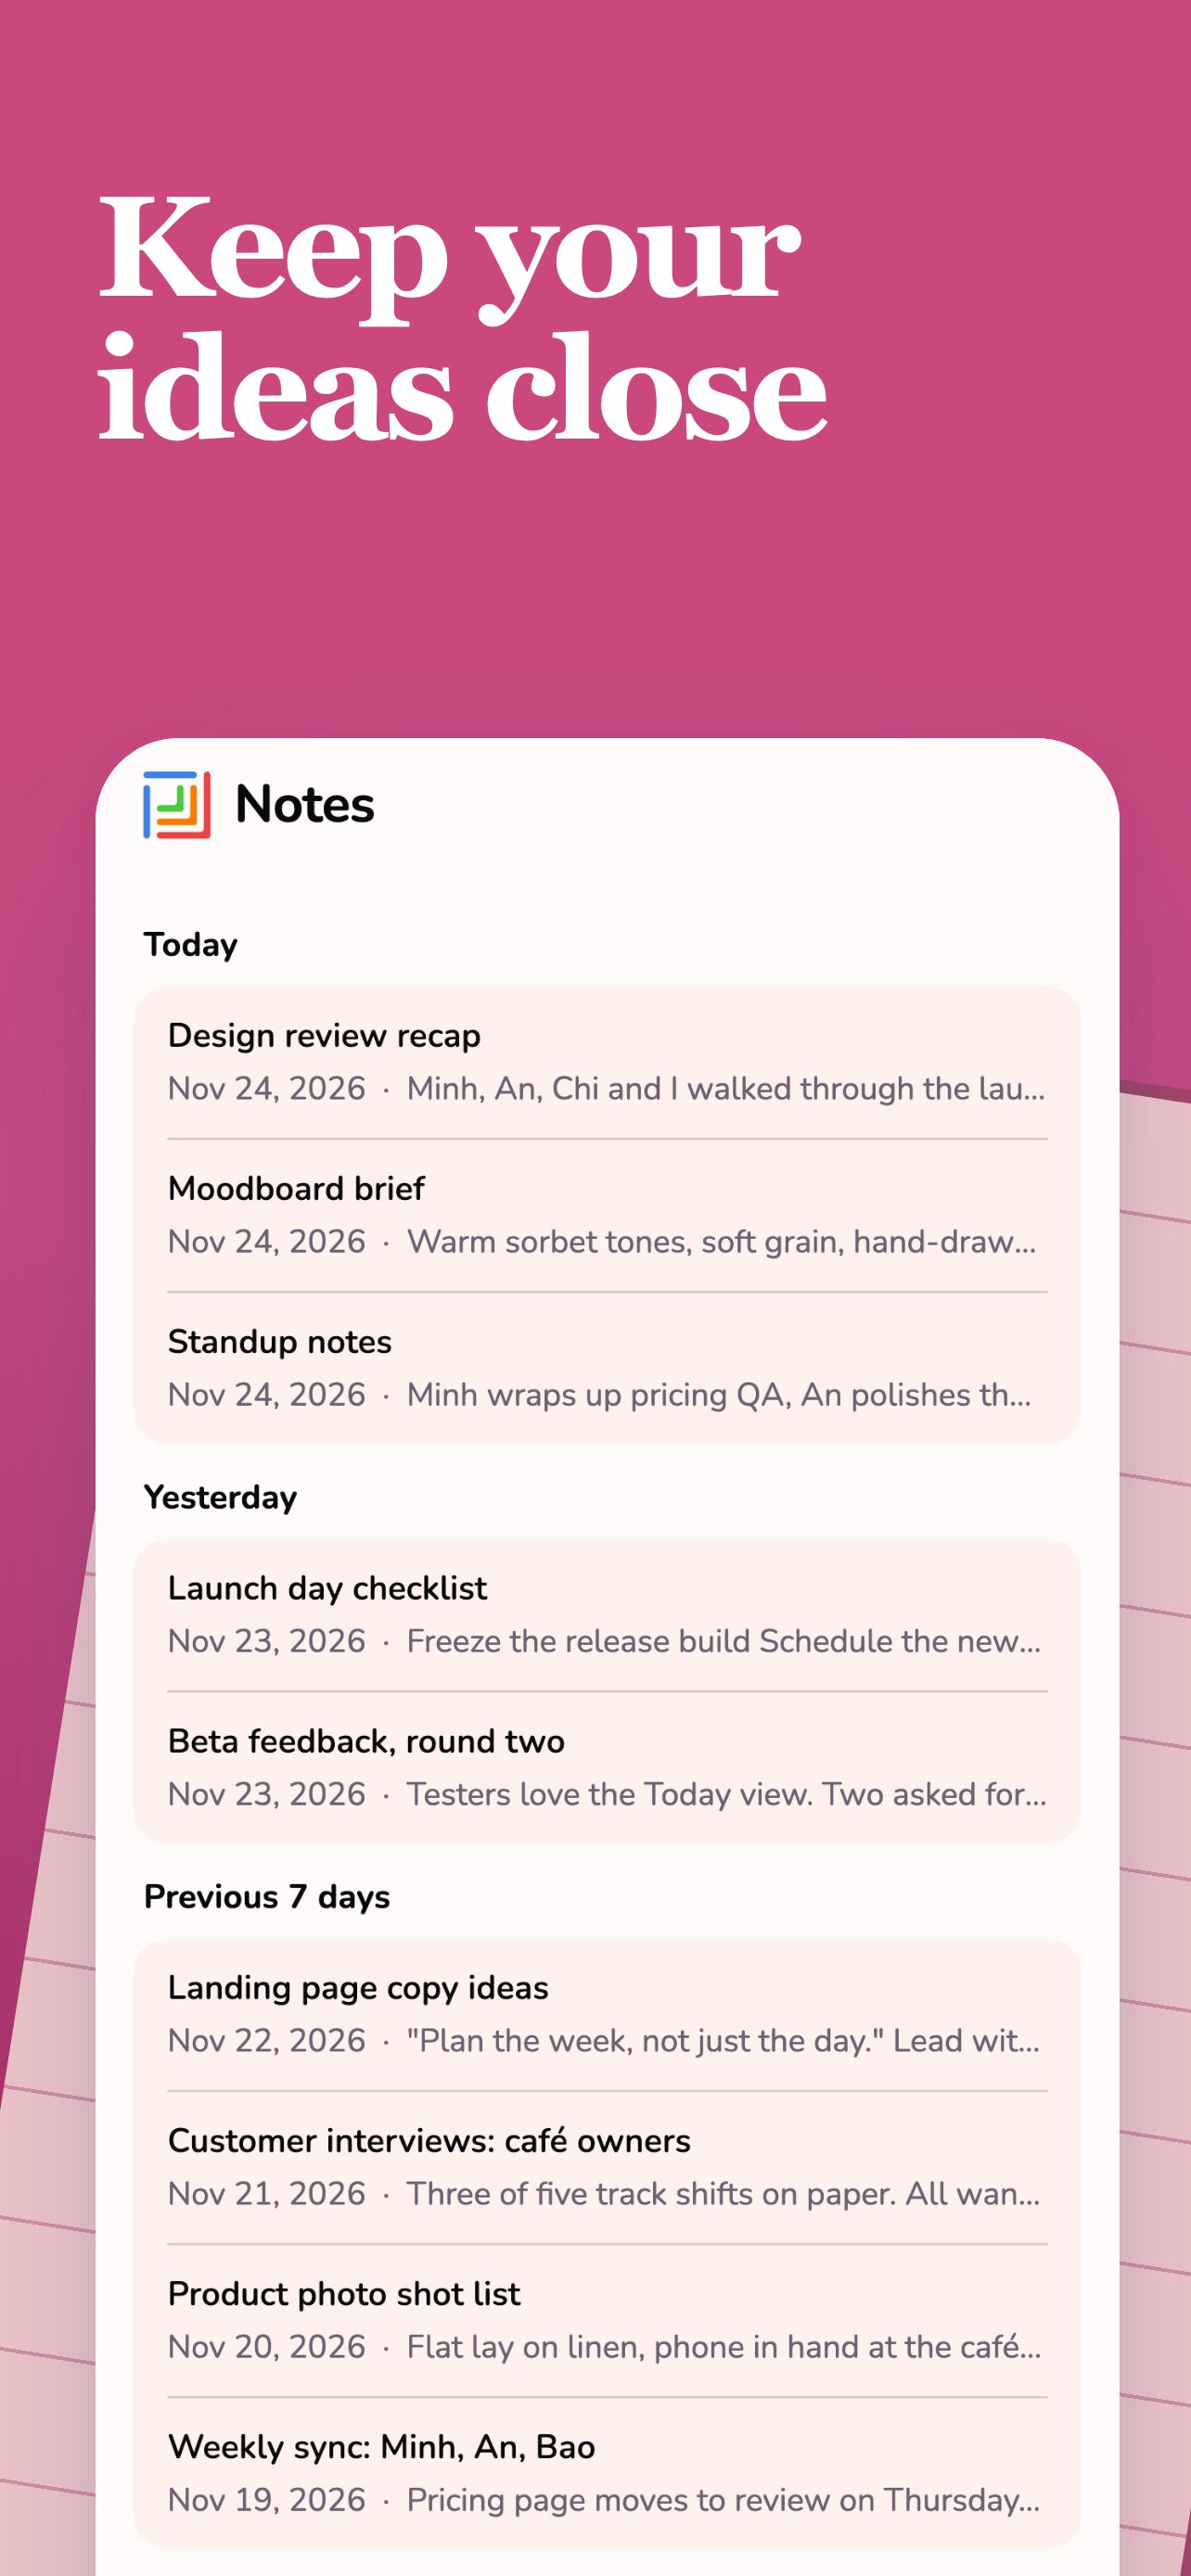 Keep your
ideas close
Notes
Today
Design review recap
Nov 24, 2026 · Minh, An, Chi and I walked through the lau...
Moodboard brief
Nov 24, 2026 · Warm sorbet tones, soft grain, hand-draw...
Standup notes
Nov 24, 2026 · Minh wraps up pricing QA, An polishes th...
Yesterday
Launch day checklist
Nov 23, 2026 · Freeze the release build Schedule the new...
Beta feedback, round two
Nov 23, 2026 · Testers love the Today view. Two asked for...
Previous 7 days
Landing page copy ideas
Nov 22, 2026 · "Plan the week, not just the day." Lead wit...
Customer interviews: café owners
Nov 21, 2026 · Three of five track shifts on paper. All wan...
Product photo shot list
Nov 20, 2026 · Flat lay on linen, phone in hand at the café...
Weekly sync: Minh, An, Bao
Nov 19, 2026 · Pricing page moves to review on Thursday...